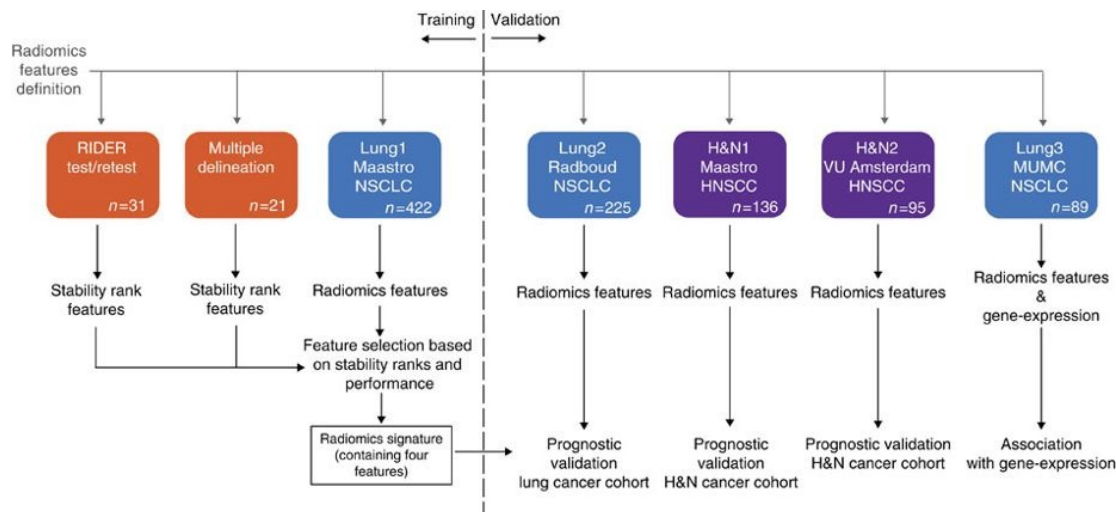 Training
Validation
Radiomics
features
definition
RIDER
test/retest
n=31
Multiple
delineation
n=21
Lung1
Maastro
NSCLC
n=422
Lung2
Radboud
NSCLC
n=225
H&N1
Maastro
HNSCC
n=136
H&N2
VU Amsterdam
HNSCC
n=95
Lung3
MUMC
NSCLC
n=89
Stability rank
features
Stability rank
features
Radiomics features
Radiomics features
Radiomics features
Radiomics features
Radiomics features
&
gene-expression
Feature selection based
on stability ranks and
performance
Radiomics signature
(containing four
features)
Prognostic
validation
lung cancer cohort
Prognostic
validation
H&N cancer cohort
Prognostic validation
H&N cancer cohort
Association
with gene-expression